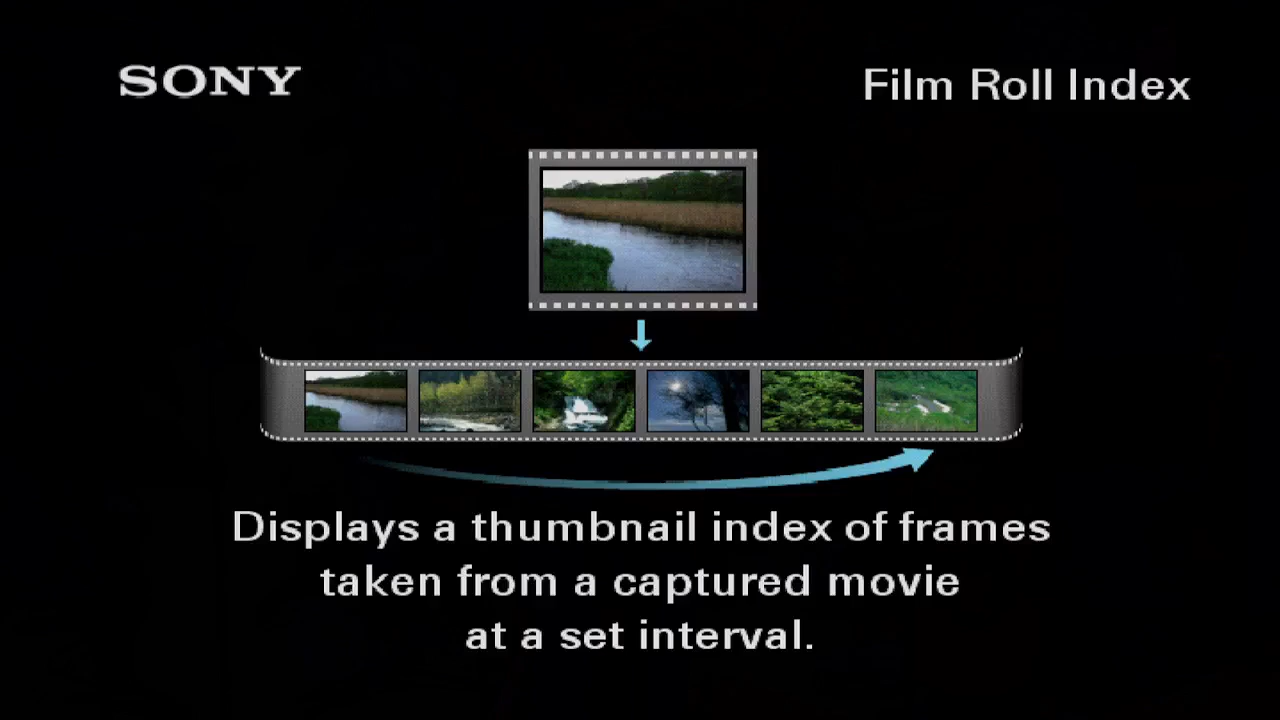 SONY
Film Roll Index
Displays a thumbnail index of frames
taken from a captured movie
at a set interval.